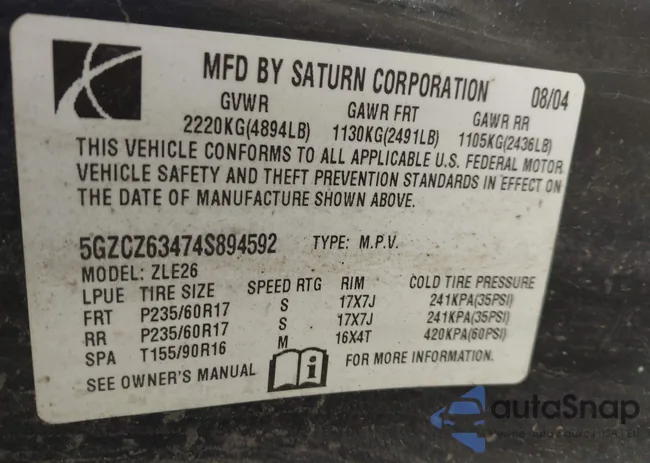 MFD BY SATURN CORPORATION 08/04
GVWR GAWR FRT GAWR RR
2220KG(4894LB) 1130KG(2491LB) 1105KG(2436LB)
THIS VEHICLE CONFORMS TO ALL APPLICABLE U.S. FEDERAL MOTOR
VEHICLE SAFETY AND THEFT PREVENTION STANDARDS IN EFFECT ON
THE DATE OF MANUFACTURE SHOWN ABOVE.
5GZCZ63474S894592 TYPE: M.P.V.
MODEL: ZLE26
LPUE TIRE SIZE SPEED RTG RIM COLD TIRE PRESSURE
FRT P235/60R17 S 17X7J 241KPA(35PSI)
RR P235/60R17 S 17X7J 241KPA(35PSI)
SPA T155/90R16 M 16X4T 420KPA(60PSI)
SEE OWNER'S MANUAL i FOR MORE INFORMATION.
autaSnap